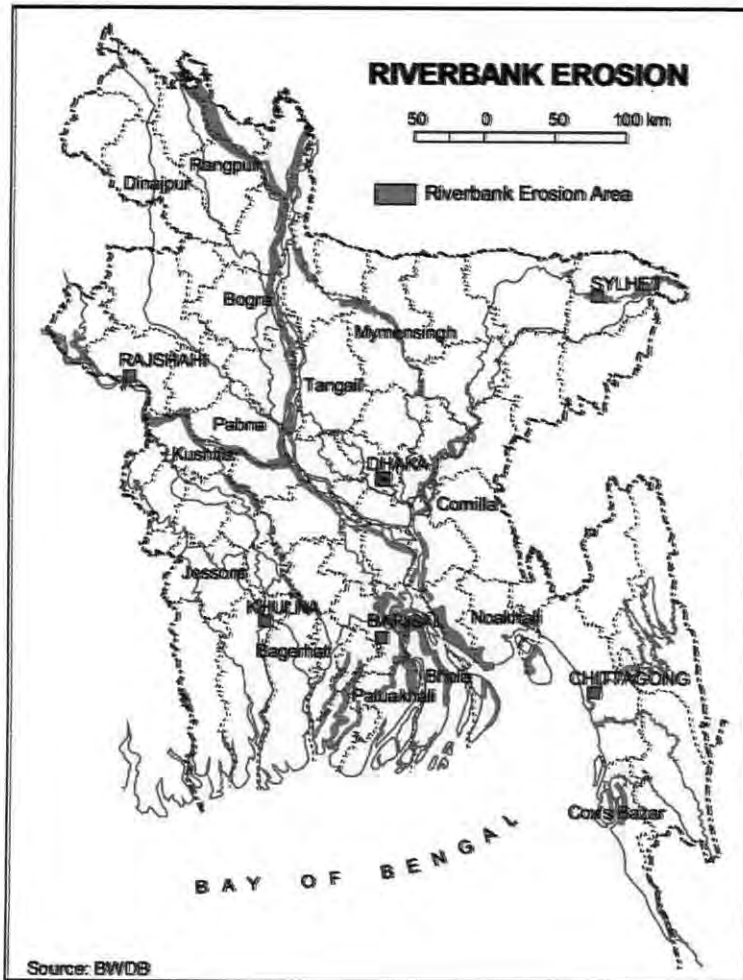 RIVERBANK EROSION
50 0 50 100 km
Riverbank Erosion Area
Rangpur
Dinajpur
SYLHET
Bogra
Mymensingh
RAJSHAHI
Tangail
Pabna
Kushtia
DHAKA
Comilla
Jessore
KHULNA
Noakhali
BARISAL
Bagerhat
Bhola
Patuakhali
CHITTAGONG
Cox's Bazar
BAY OF BENGAL
Source: BWDB